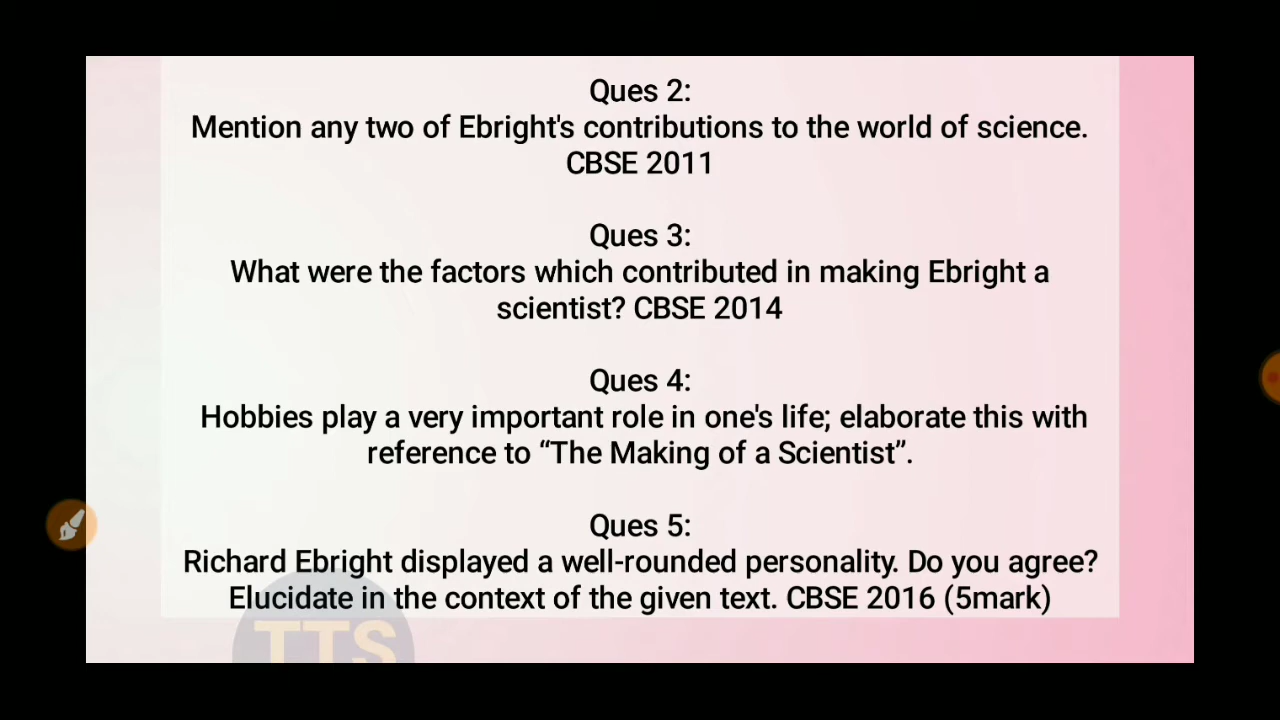 Ques 2:
Mention any two of Ebright's contributions to the world of science.
CBSE 2011
Ques 3:
What were the factors which contributed in making Ebright a
scientist? CBSE 2014
Ques 4:
Hobbies play a very important role in one's life; elaborate this with
reference to “The Making of a Scientist”.
Ques 5:
Richard Ebright displayed a well-rounded personality. Do you agree?
Elucidate in the context of the given text. CBSE 2016 (5mark)
TTS